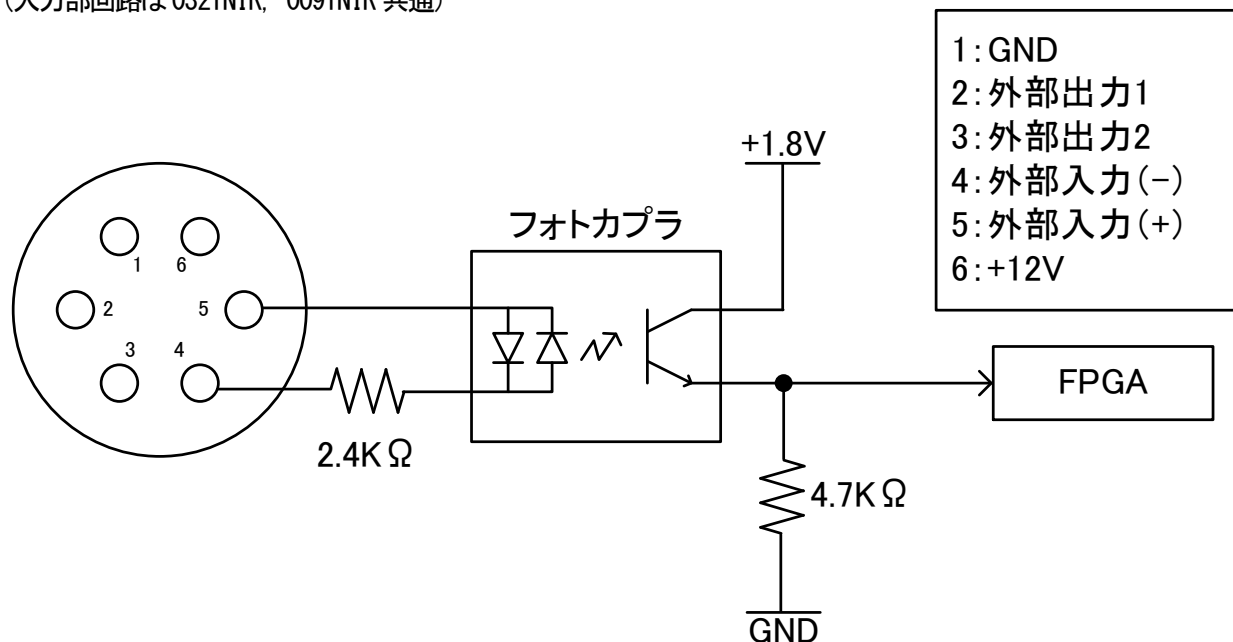 +1.8V
フォトカプラ
1
6
2
5
3
4
2.4KΩ
4.7KΩ
GND
FPGA
1:GND
2:外部出力1
3:外部出力2
4:外部入力(-)
5:外部入力(+)
6:+12V